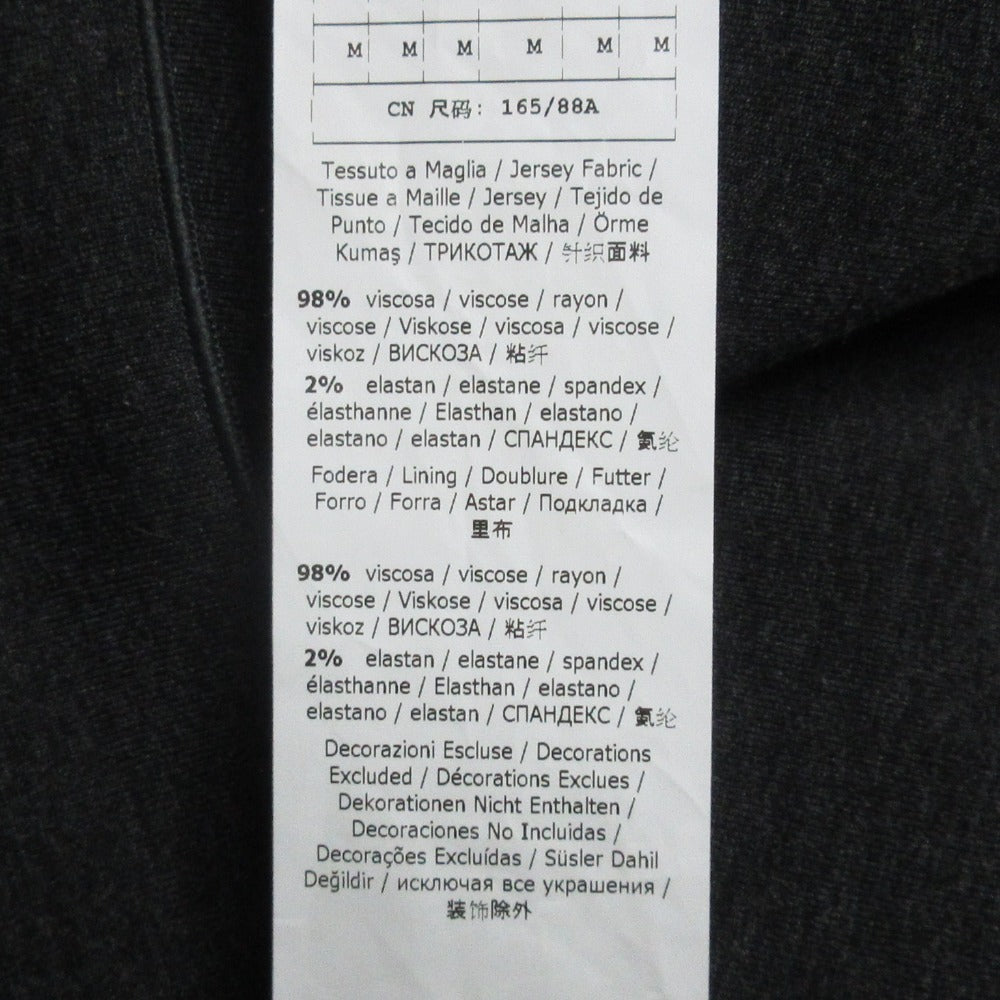 M M M M M M
CN 尺码: 165/88A
Tessuto a Maglia / Jersey Fabric /
Tissue a Maille / Jersey / Tejido de
Punto / Tecido de Malha / Örme
Kumaş / ТРИКОТАЖ / 针织面料
98% viscosa / viscose / rayon /
viscose / Viskose / viscosa / viscose /
viskoz / ВИСКОЗА / 粘纤
2% elastan / elastane / spandex /
élasthanne / Elasthan / elastano /
elastano / elastan / СПАНДЕКС / 氨纶
Fodera / Lining / Doublure / Futter /
Forro / Forra / Astar / Подкладка /
里布
98% viscosa / viscose / rayon /
viscose / Viskose / viscosa / viscose /
viskoz / ВИСКОЗА / 粘纤
2% elastan / elastane / spandex /
élasthanne / Elasthan / elastano /
elastano / elastan / СПАНДЕКС / 氨纶
Decorazioni Escluse / Decorations
Excluded / Décorations Exclues /
Dekorationen Nicht Enthalten /
Decoraciones No Incluidas /
Decorações Excluídas / Süsler Dahil
Değildir / исключая все украшения /
装饰除外